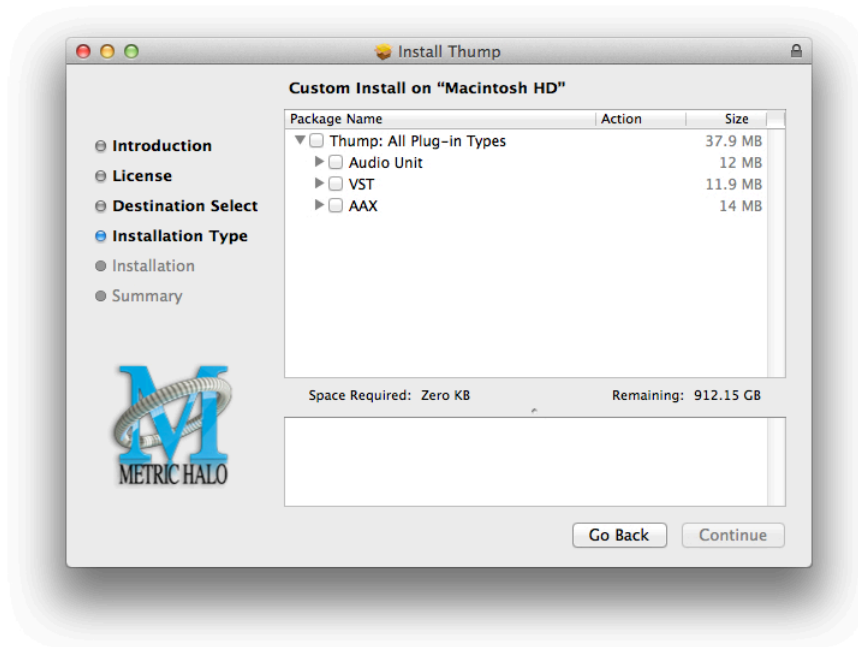 Install Thump
Custom Install on “Macintosh HD”
Package Name Action Size
Thump: All Plug-in Types 37.9 MB
Audio Unit 12 MB
VST 11.9 MB
AAX 14 MB
Introduction
License
Destination Select
Installation Type
Installation
Summary
Space Required: Zero KB Remaining: 912.15 GB
M
METRIC HALO
Go Back Continue